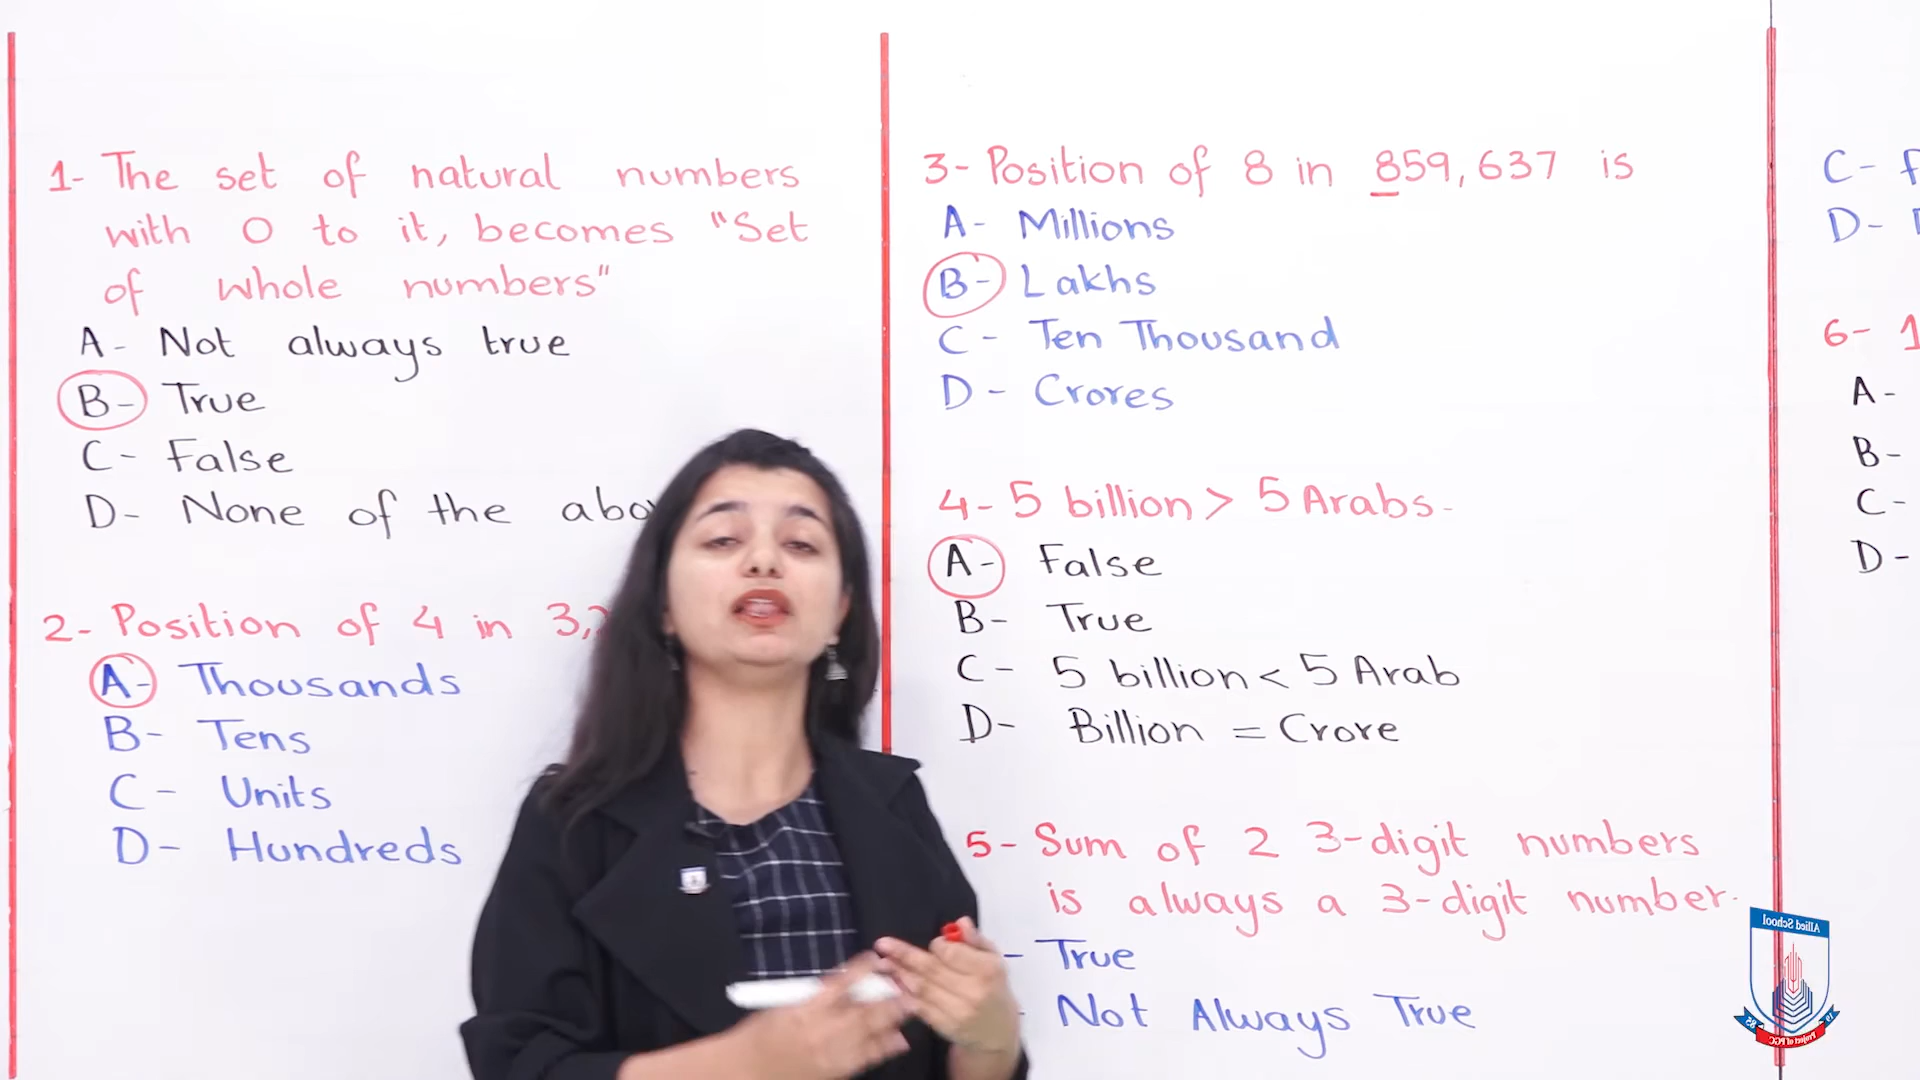 1- The set of natural numbers
with 0 to it, becomes "Set
of whole numbers"
A- Not always true
B- True
C- False
D- None of the
2- Position of 4 in 3,
A- Thousands
B- Tens
C- Units
D- Hundreds
3- Position of 8 in 859,637 is
A- Millions
B- Lakhs
C- Ten Thousand
D- Crores
4- 5 billion > 5 Arabs.
A- False
B- True
C- 5 billion < 5 Arab
D- Billion = Crore
5- Sum of 2 3-digit numbers
is always a 3-digit number.
- True
Not Always True
C-
D-
6- 1
A-
B-
C-
D-
Allied School
Project of PGC